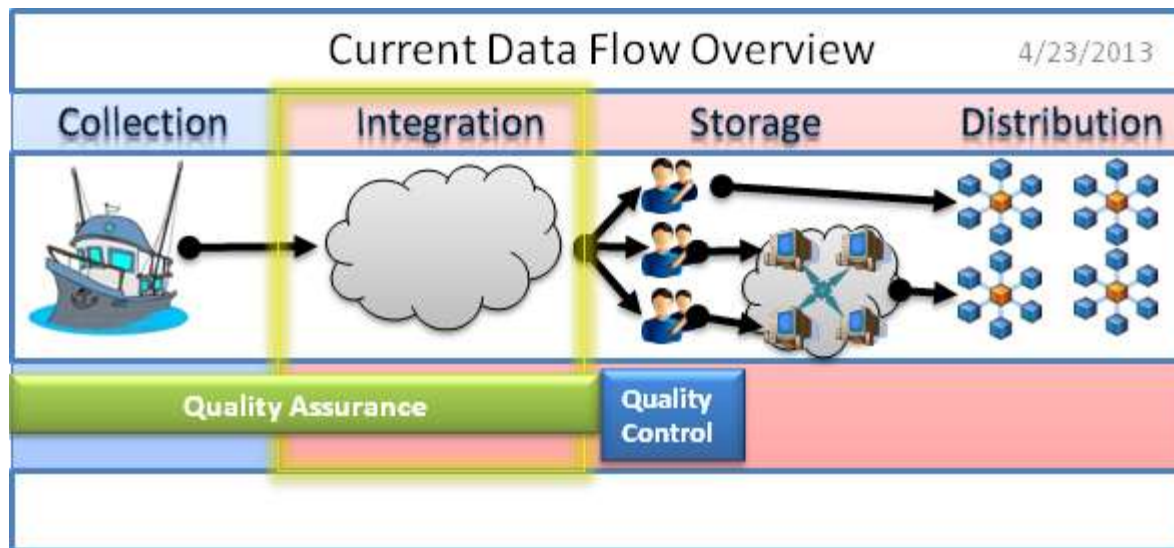 Current Data Flow Overview
4/23/2013
Collection Integration Storage Distribution
Quality Assurance
Quality
Control